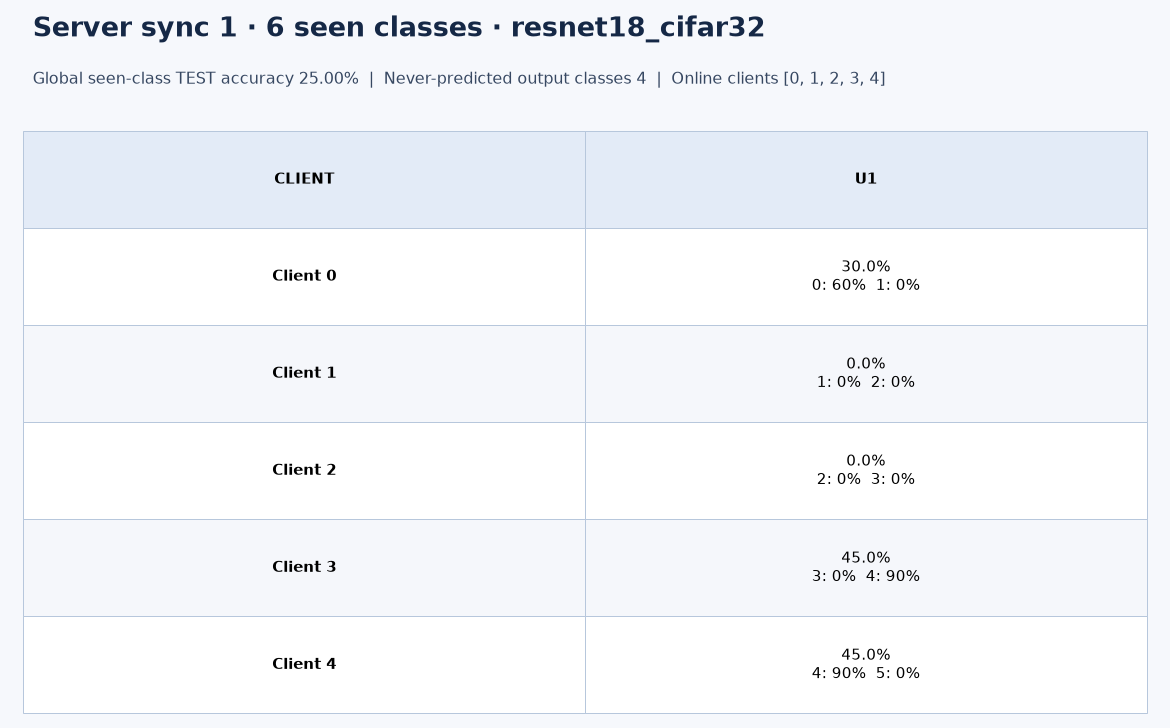 Server sync 1 · 6 seen classes · resnet18_cifar32
Global seen-class TEST accuracy 25.00% | Never-predicted output classes 4 | Online clients [0, 1, 2, 3, 4]
CLIENT U1
Client 0
30.0%
0: 60% 1: 0%
Client 1
0.0%
1: 0% 2: 0%
Client 2
0.0%
2: 0% 3: 0%
Client 3
45.0%
3: 0% 4: 90%
Client 4
45.0%
4: 90% 5: 0%